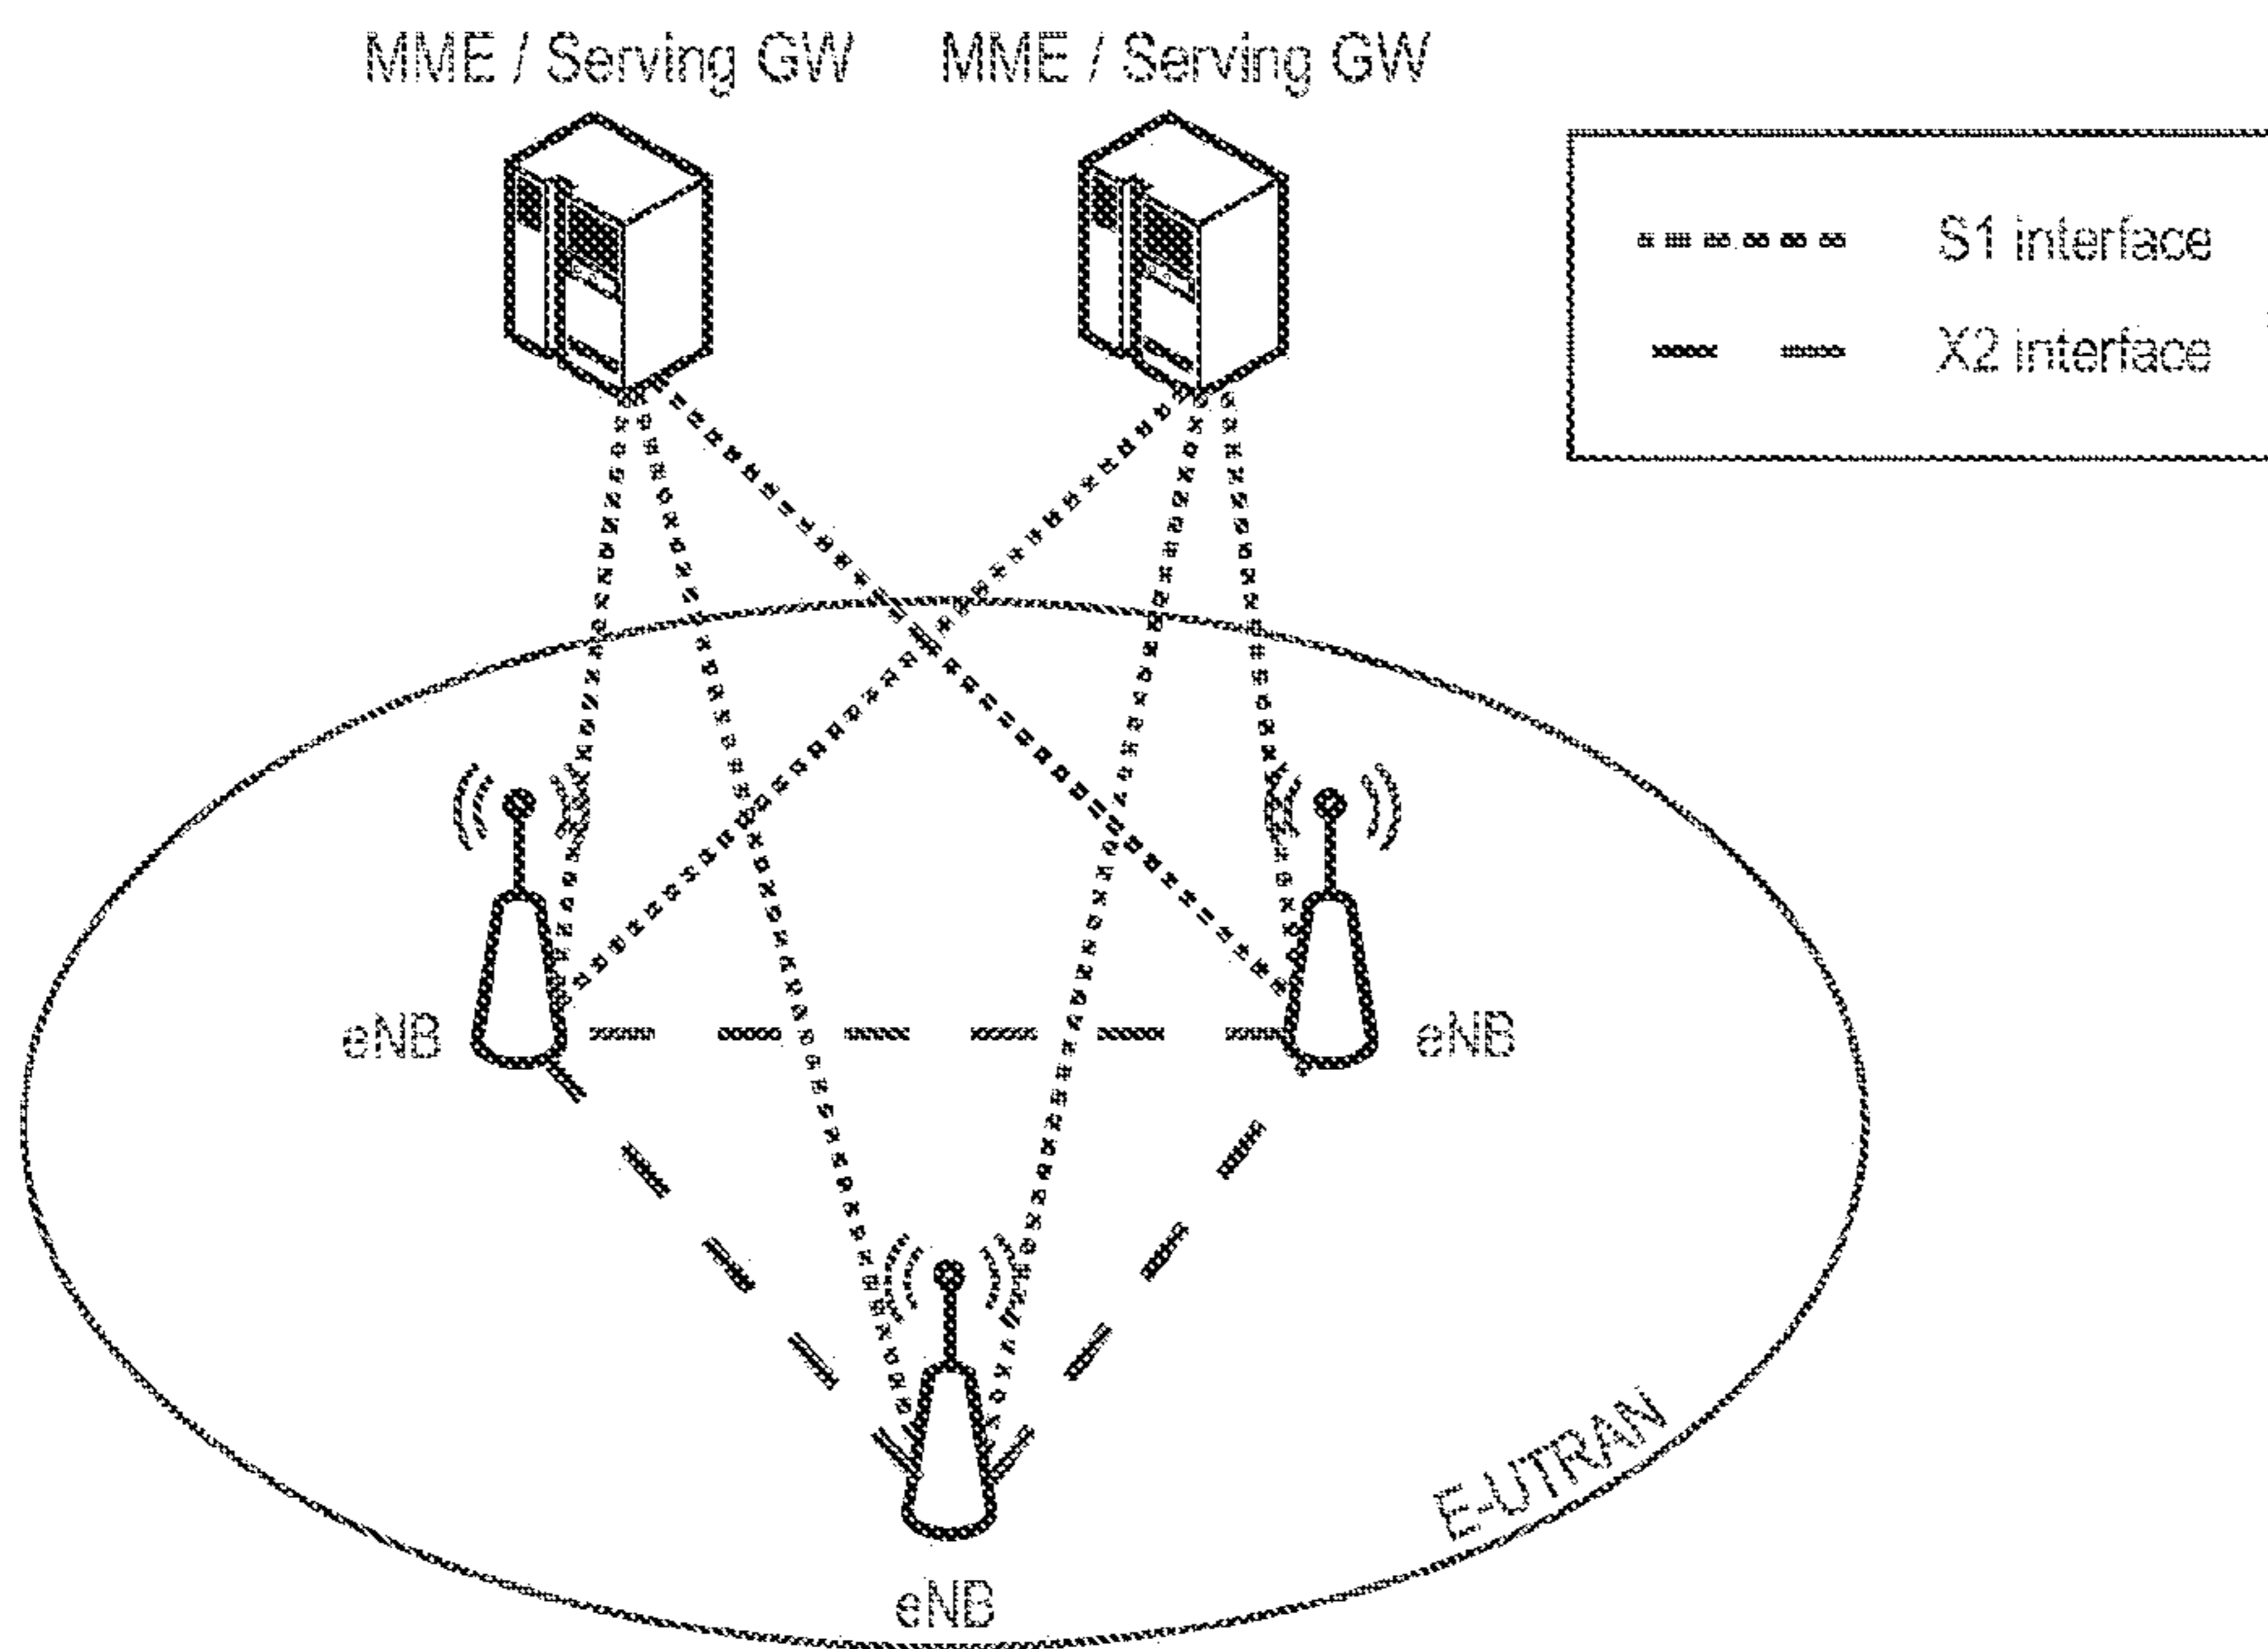 MME / Serving GW
MME / Serving GW
S1 interface
X2 interface
eNB
eNB
E-UTRAN
eNB